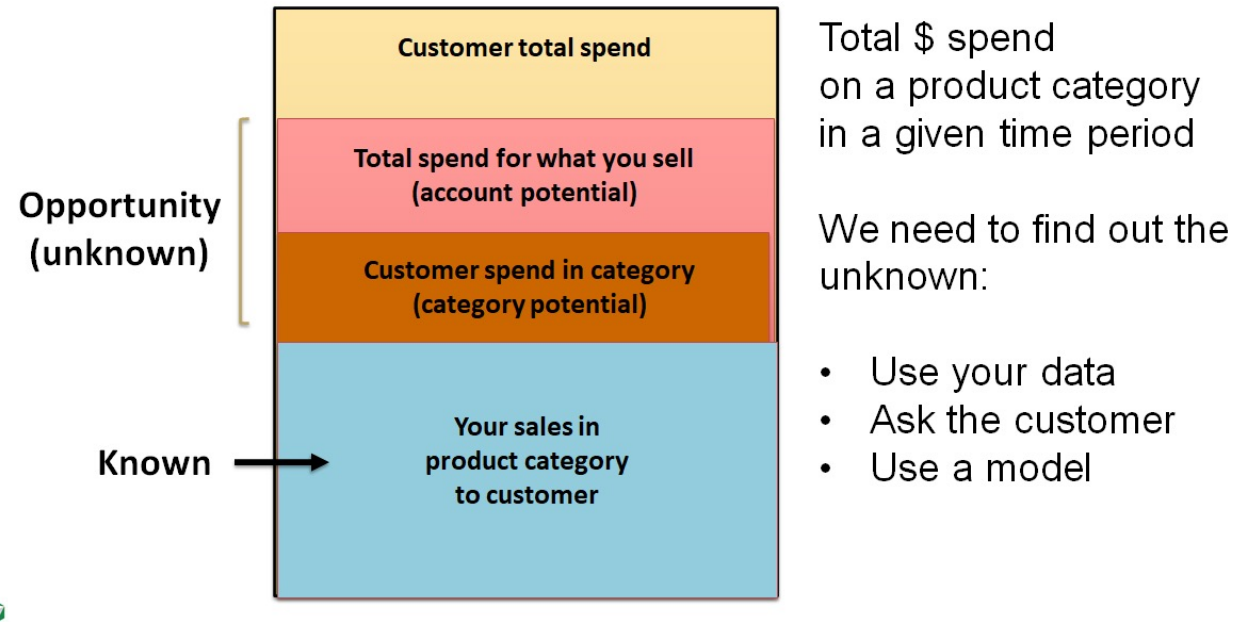 Customer total spend
Total spend for what you sell
(account potential)
Customer spend in category
(category potential)
Your sales in
product category
to customer
Opportunity
(unknown)
Known
Total $ spend
on a product category
in a given time period
We need to find out the
unknown:
• Use your data
• Ask the customer
• Use a model